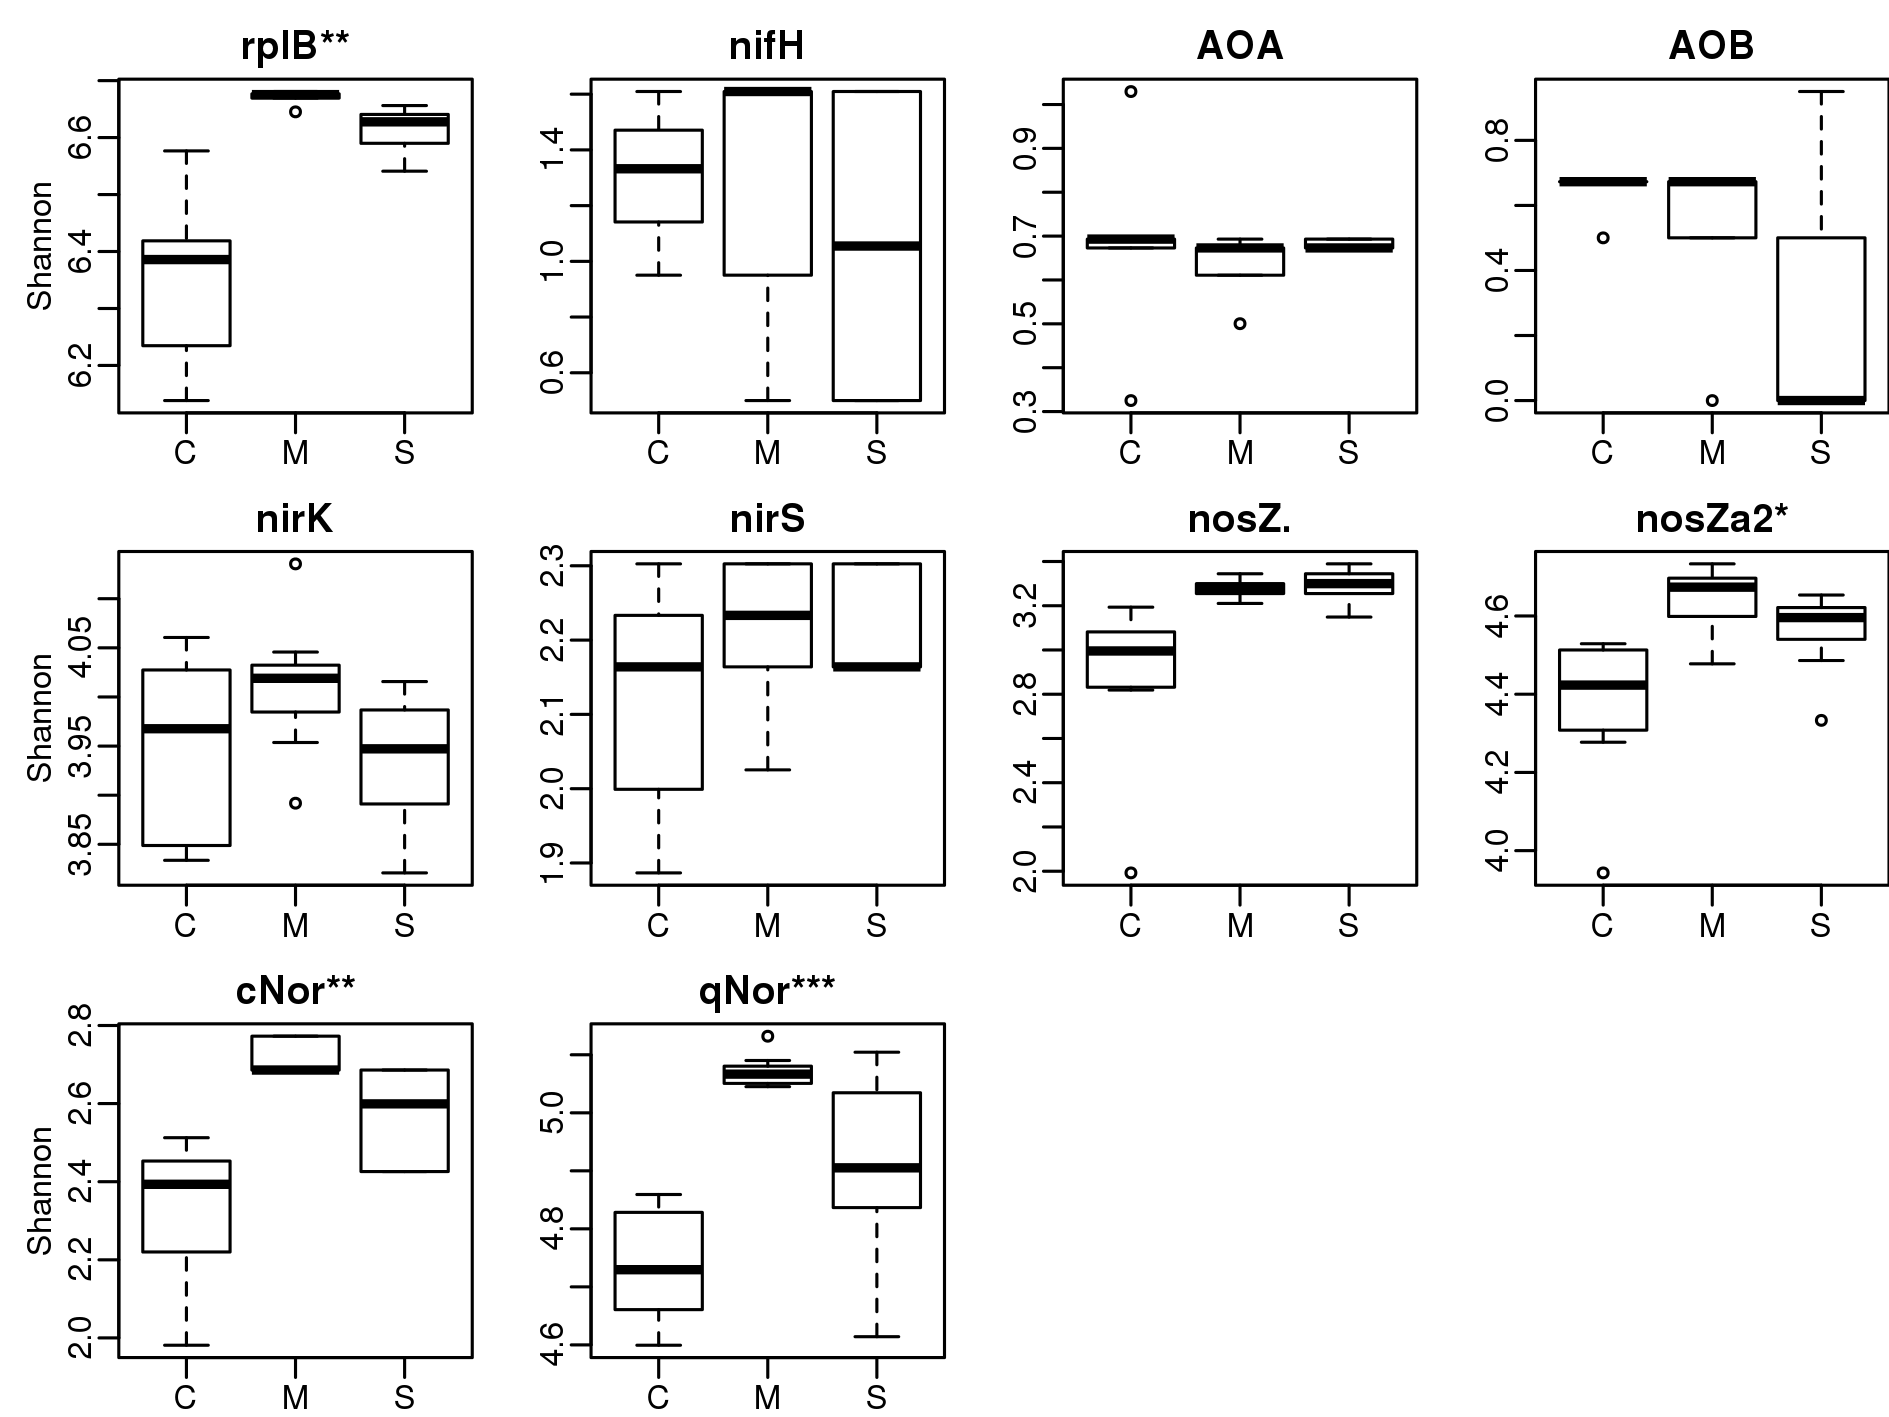 rplB**
nifH
AOA
AOB
Shannon
6.2 6.4 6.6
0.6 1.0 1.4
0.3 0.5 0.7 0.9
0.0 0.4 0.8
C M S
C M S
C M S
C M S
nirK
nirS
nosZ.
nosZa2*
Shannon
3.85 3.95 4.05
1.9 2.0 2.1 2.2 2.3
2.0 2.4 2.8 3.2
4.0 4.2 4.4 4.6
C M S
C M S
C M S
C M S
cNor**
qNor***
Shannon
2.0 2.2 2.4 2.6 2.8
4.6 4.8 5.0
C M S
C M S